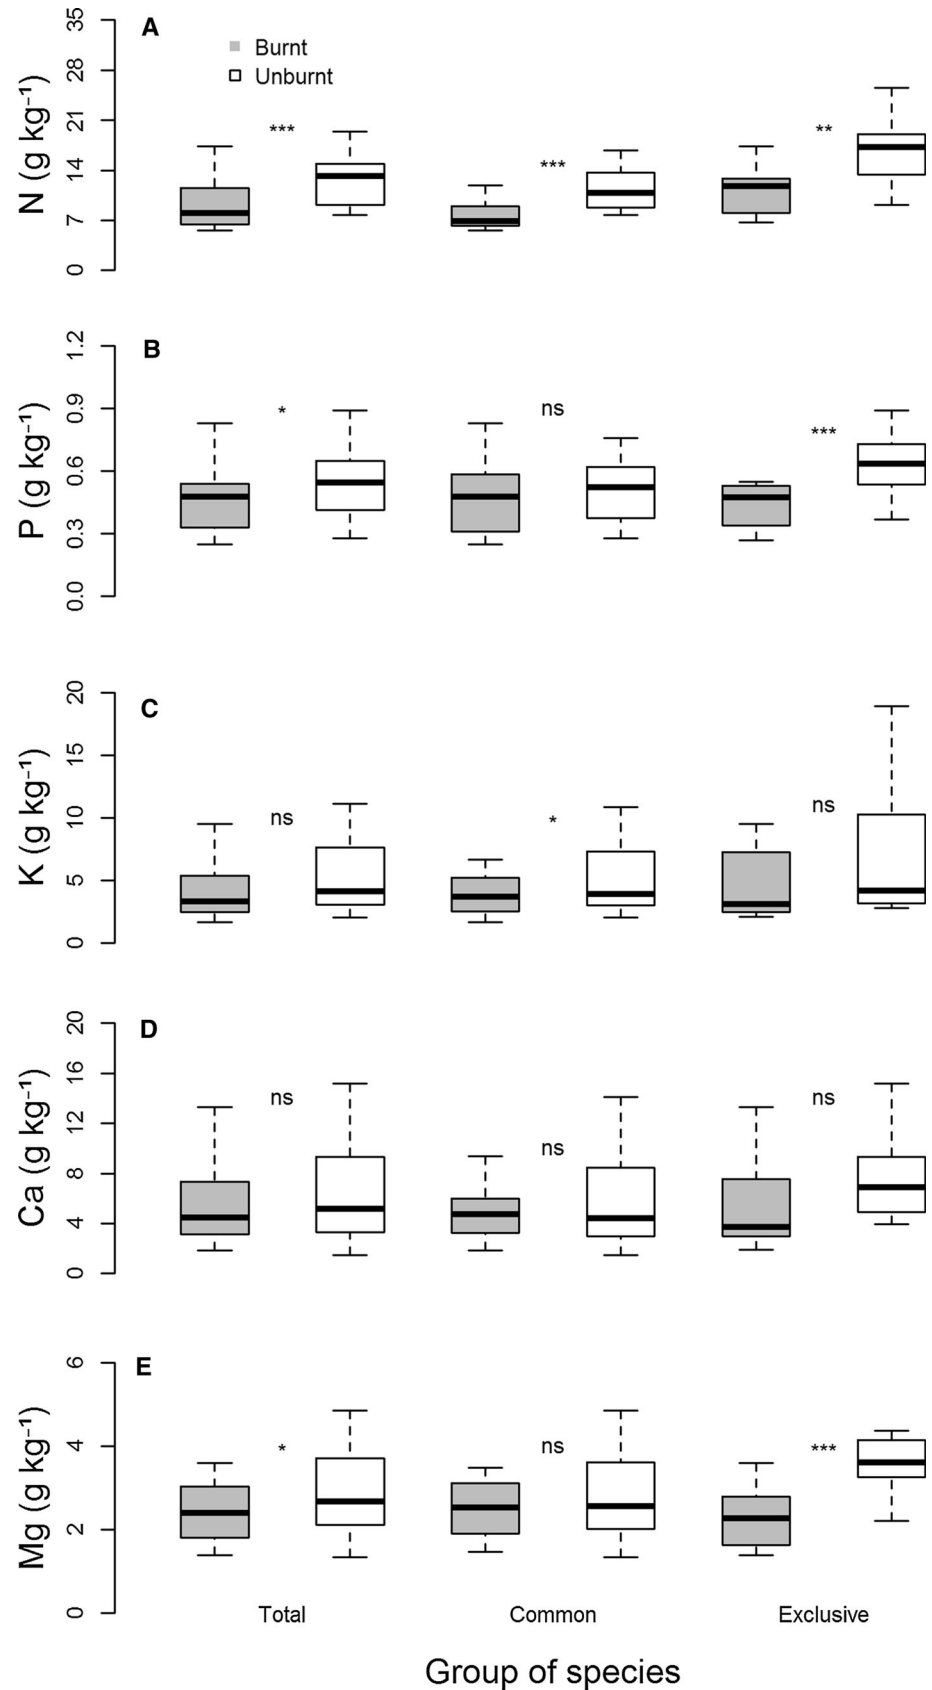 A
Burnt
Unburnt
N (g kg⁻¹)
35
28
21
14
7
0
***
***
**
B
P (g kg⁻¹)
1.2
0.9
0.6
0.3
0.0
*
ns
***
C
K (g kg⁻¹)
20
15
10
5
0
ns
*
ns
D
Ca (g kg⁻¹)
20
16
12
8
4
0
ns
ns
ns
E
Mg (g kg⁻¹)
6
4
2
0
*
ns
***
Total Common Exclusive
Group of species